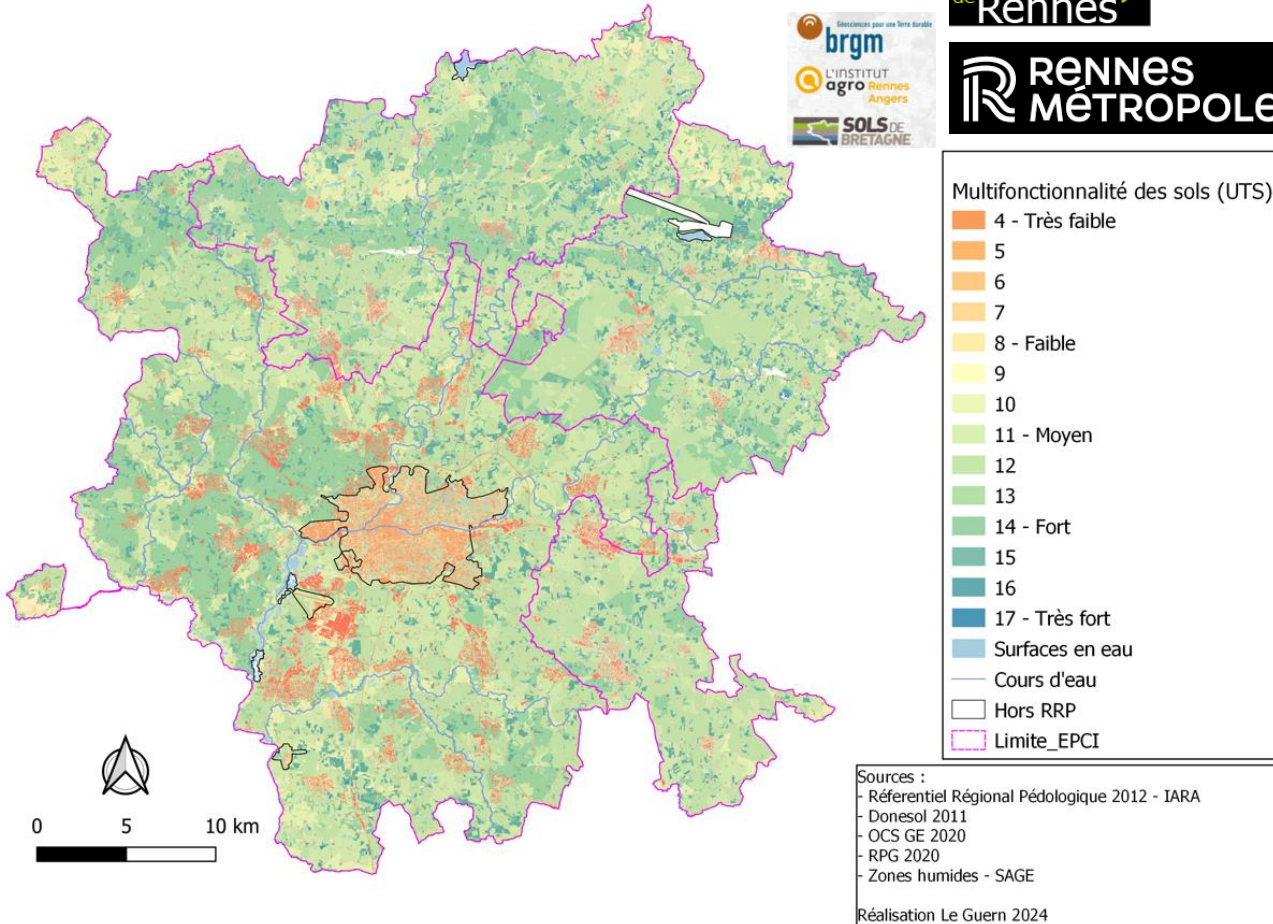 de
Rennes
Géosciences pour une Terre durable
brgm
L'INSTITUT
agro Rennes
Angers
SOLS DE
BRETAGNE
RENNES
MÉTROPOLE
Multifonctionnalité des sols (UTS)
4 - Très faible
5
6
7
8 - Faible
9
10
11 - Moyen
12
13
14 - Fort
15
16
17 - Très fort
Surfaces en eau
Cours d'eau
Hors RRP
Limite_EPCI
0 5 10 km
Sources :
- Réferentiel Régional Pédologique 2012 - IARA
- Donesol 2011
- OCS GE 2020
- RPG 2020
- Zones humides - SAGE
Réalisation Le Guern 2024